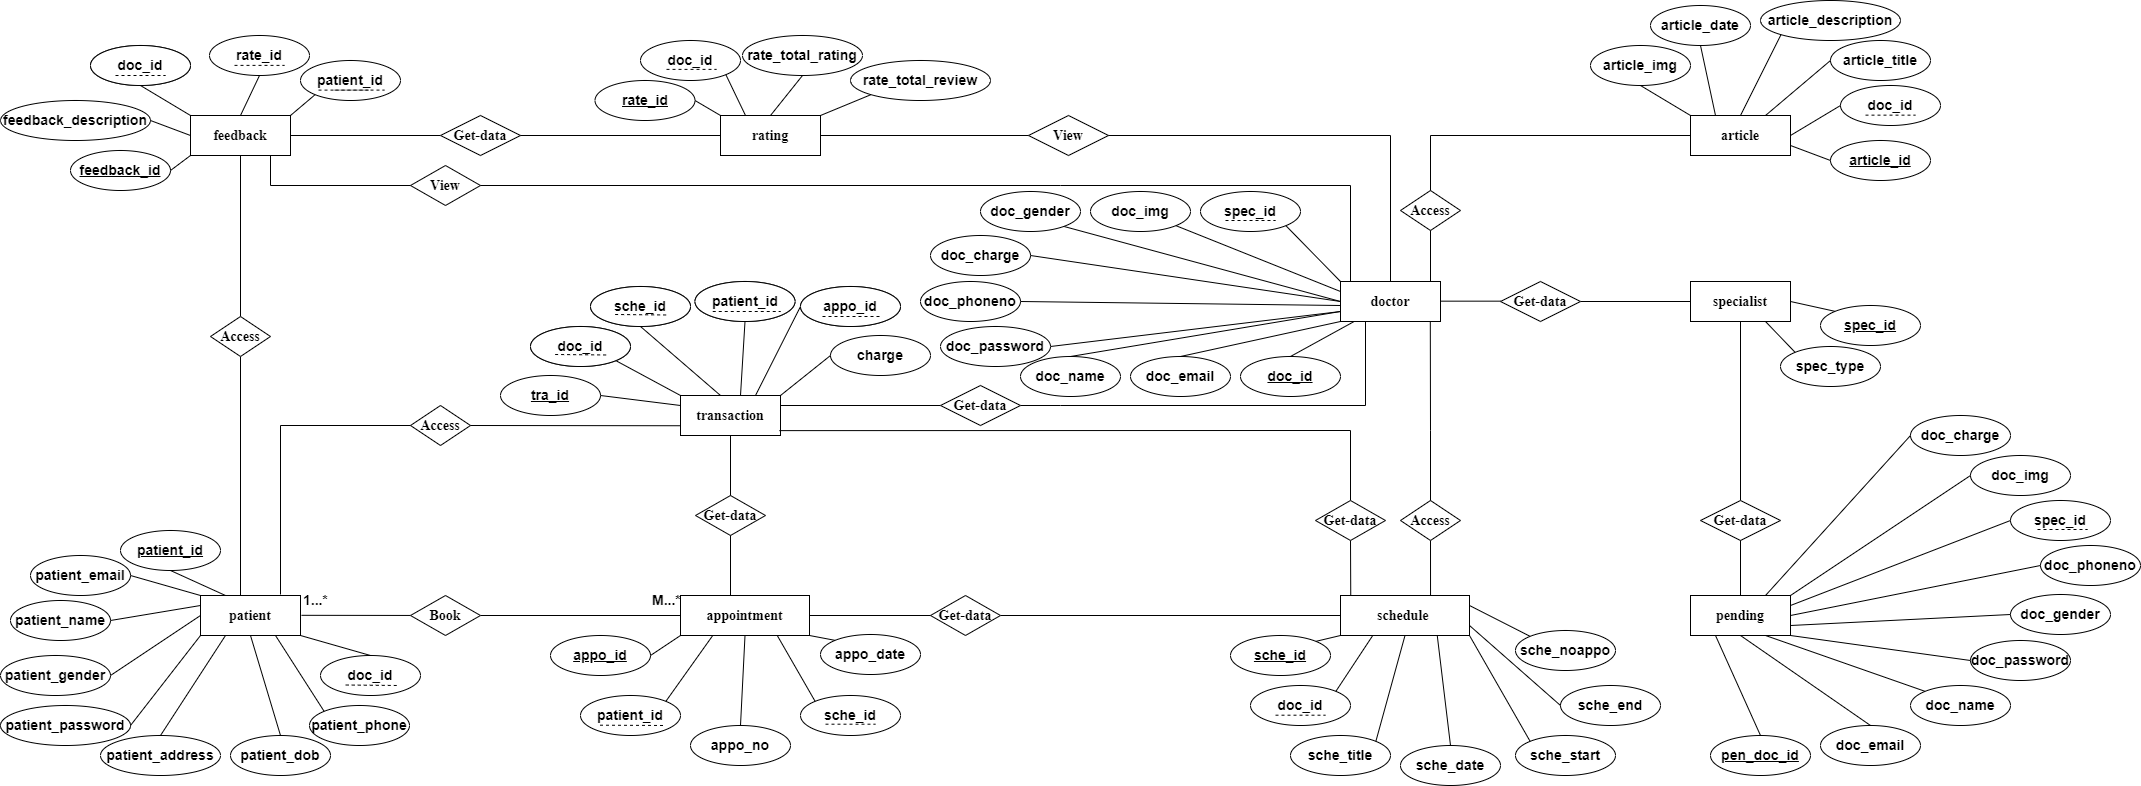 article_description
article_date
rate_id
rate_total_rating
doc_id
doc_id
article_title
article_img
patient_id
rate_total_review
rate_id
doc_id
feedback_description
feedback
Get-data
rating
View
article
feedback_id
article_id
View
doc_gender
doc_img
spec_id
Access
doc_charge
doc_phoneno
doctor
Get-data
specialist
sche_id
patient_id
appo_id
spec_id
Access
doc_id
doc_password
charge
spec_type
doc_name
doc_email
doc_id
tra_id
Get-data
transaction
Access
doc_charge
doc_img
Get-data
Get-data
Access
Get-data
spec_id
patient_id
doc_phoneno
patient_email
1...*
M...*
patient_name
patient
Book
appointment
Get-data
schedule
pending
doc_gender
appo_id
appo_date
sche_id
sche_noappo
doc_password
patient_gender
doc_id
doc_id
sche_end
doc_name
patient_id
sche_id
patient_password
patient_phone
appo_no
doc_email
patient_address
patient_dob
sche_title
sche_date
sche_start
pen_doc_id